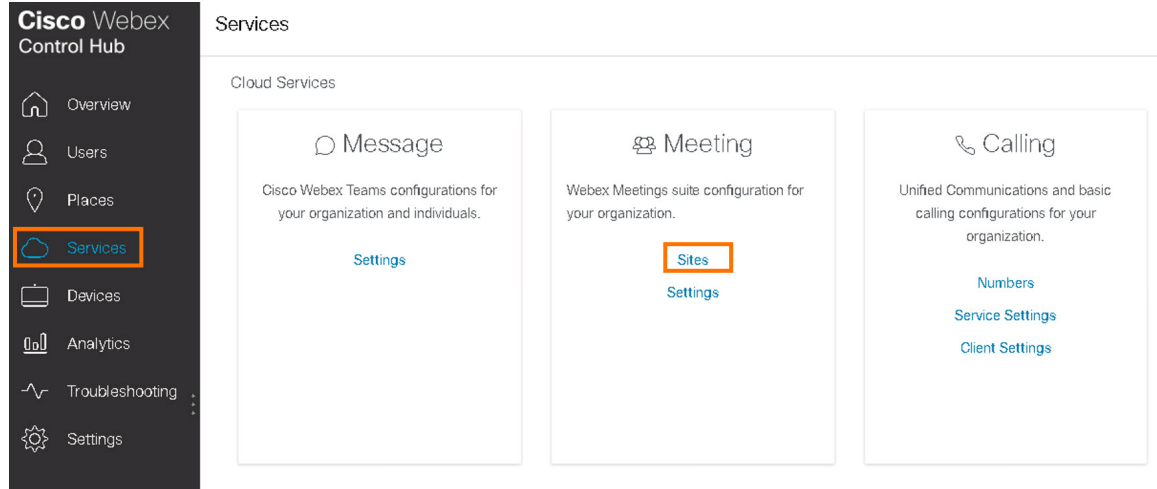 Cisco Webex
Control Hub
Overview
Users
Places
Services
Devices
Analytics
Troubleshooting
Settings
Services
Cloud Services
Message
Cisco Webex Teams configurations for
your organization and individuals.
Settings
Meeting
Webex Meetings suite configuration for
your organization.
Sites
Settings
Calling
Unified Communications and basic
calling configurations for your
organization.
Numbers
Service Settings
Client Settings